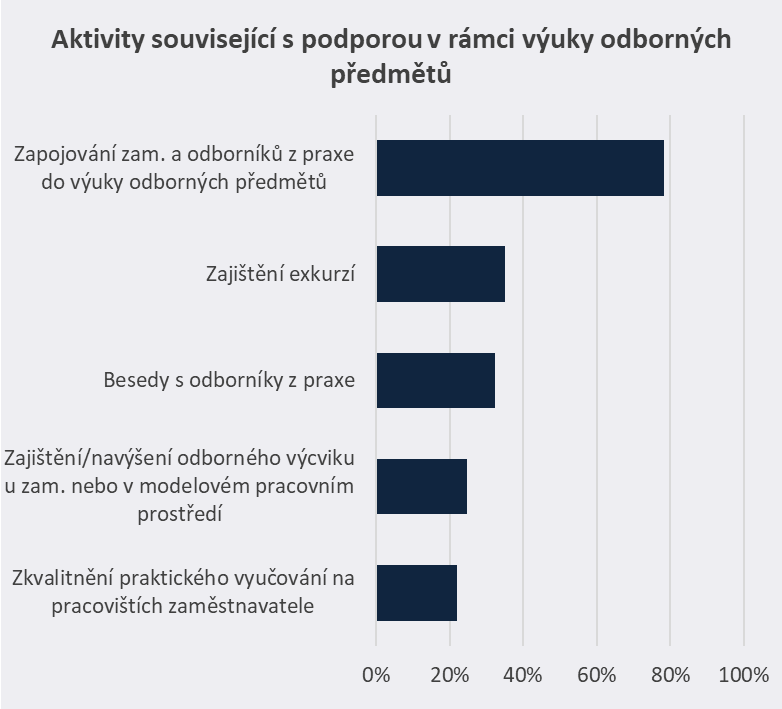 Aktivity související s podporou v rámci výuky odborných
předmětů
Zapojování zam. a odborníků z praxe
do výuky odborných předmětů
Zajištění exkurzí
Besedy s odborníky z praxe
Zajištění/navýšení odborného výcviku
u zam. nebo v modelovém pracovním
prostředí
Zkvalitnění praktického vyučování na
pracovištích zaměstnavatele
0% 20% 40% 60% 80% 100%